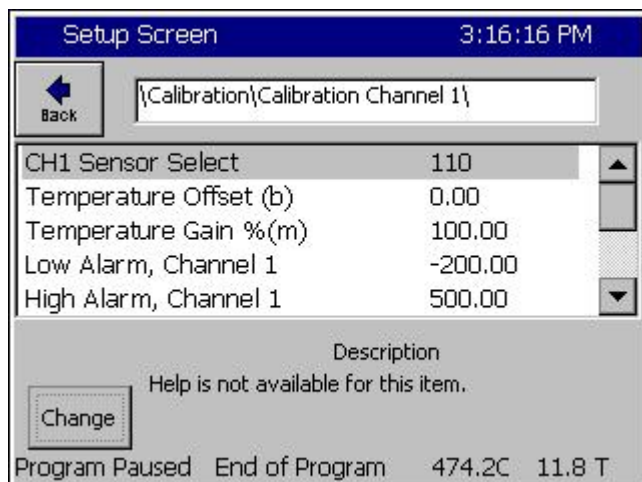 Setup Screen 3:16:16 PM
Back
\Calibration\Calibration Channel 1\
CH1 Sensor Select 110
Temperature Offset (b) 0.00
Temperature Gain %(m) 100.00
Low Alarm, Channel 1 -200.00
High Alarm, Channel 1 500.00
Description
Help is not available for this item.
Change
Program Paused End of Program 474.2C 11.8 T